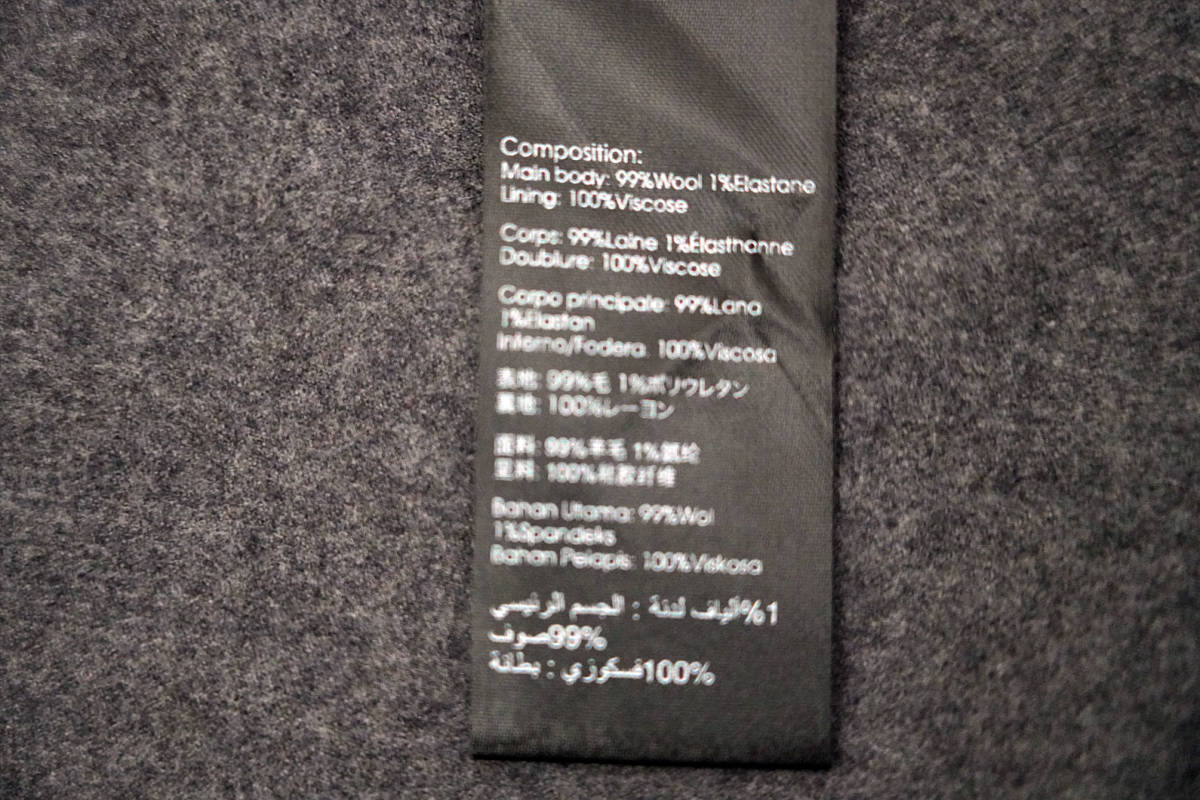 Composition:
Main body: 99%Wool 1%Elastane
Lining: 100%Viscose
Corps: 99%Laine 1%Élasthanne
Doublure: 100%Viscose
Corpo principale: 99%Lana
1%Elastan
Inferno/Fodera: 100%Viscosa
表地: 99%毛 1%ポリウレタン
裏地: 100%レーヨン
面料: 99%羊毛 1%氨纶
里料: 100%粘胶纤维
Bahan Utama: 99%Wol
1%Spandeks
Bahan Pelapis: 100%Viskosa
1%ألياف لدنة : الجسم الرئيسي
99%صوف
100%فسكوزي : بطانة